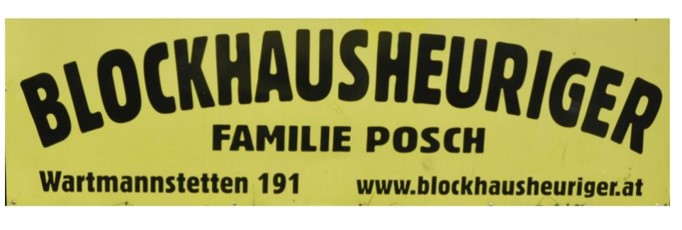 BLOCKHAUSHEURIGER
FAMILIE POSCH
Wartmannstetten 191 www.blockhausheuriger.at